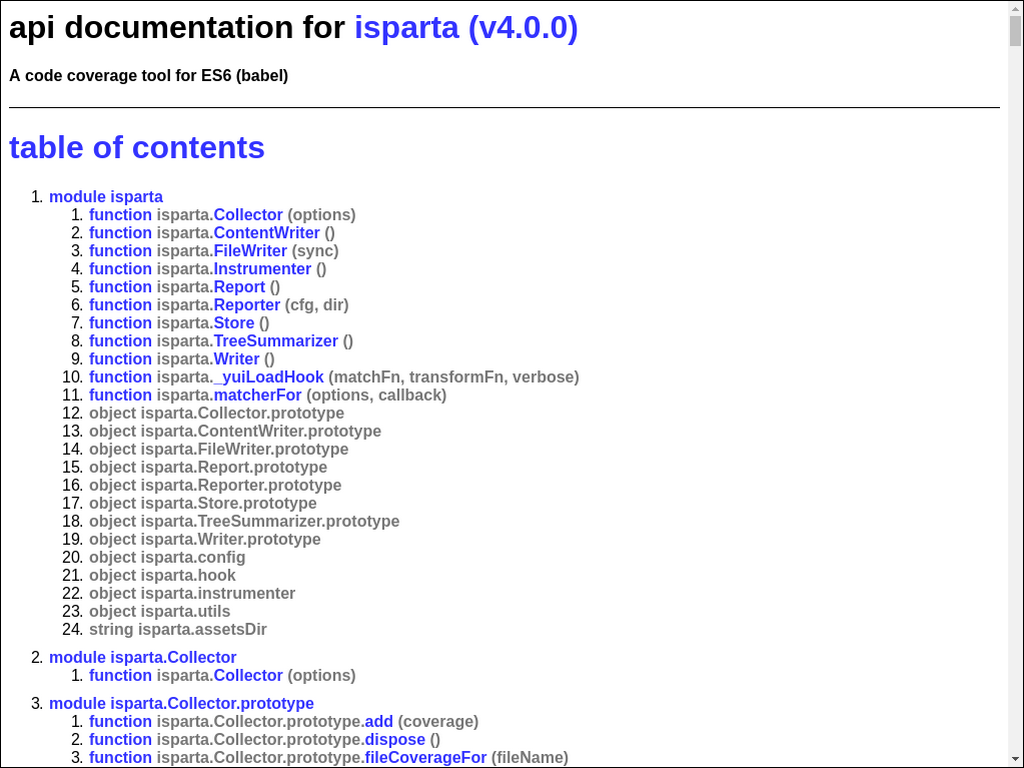 api documentation for isparta (v4.0.0)
A code coverage tool for ES6 (babel)
table of contents
1. module isparta
1. function isparta.Collector (options)
2. function isparta.ContentWriter ()
3. function isparta.FileWriter (sync)
4. function isparta.Instrumenter ()
5. function isparta.Report ()
6. function isparta.Reporter (cfg, dir)
7. function isparta.Store ()
8. function isparta.TreeSummarizer ()
9. function isparta.Writer ()
10. function isparta._yuiLoadHook (matchFn, transformFn, verbose)
11. function isparta.matcherFor (options, callback)
12. object isparta.Collector.prototype
13. object isparta.ContentWriter.prototype
14. object isparta.FileWriter.prototype
15. object isparta.Report.prototype
16. object isparta.Reporter.prototype
17. object isparta.Store.prototype
18. object isparta.TreeSummarizer.prototype
19. object isparta.Writer.prototype
20. object isparta.config
21. object isparta.hook
22. object isparta.instrumenter
23. object isparta.utils
24. string isparta.assetsDir
2. module isparta.Collector
1. function isparta.Collector (options)
3. module isparta.Collector.prototype
1. function isparta.Collector.prototype.add (coverage)
2. function isparta.Collector.prototype.dispose ()
3. function isparta.Collector.prototype.fileCoverageFor (fileName)